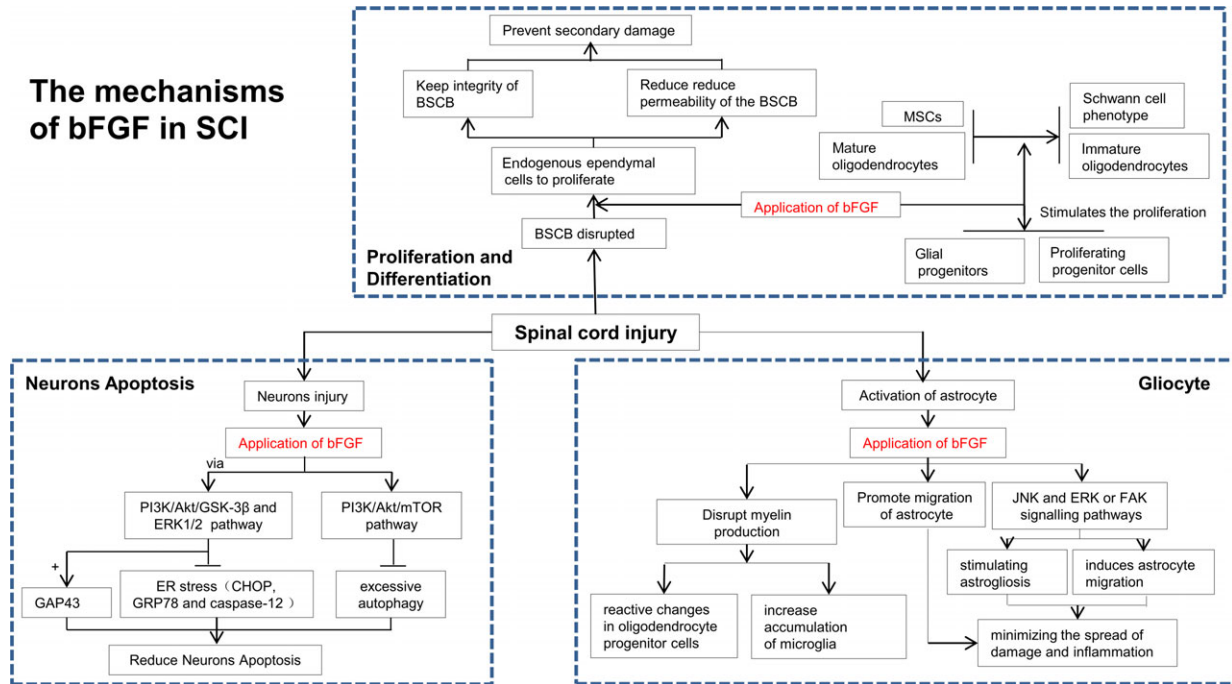 The mechanisms
of bFGF in SCI
Prevent secondary damage
Keep integrity of
BSCB
Reduce reduce
permeability of the BSCB
Endogenous ependymal
cells to proliferate
Application of bFGF
BSCB disrupted
Proliferation and
Differentiation
MSCs
Mature
oligodendrocytes
Schwann cell
phenotype
Immature
oligodendrocytes
Stimulates the proliferation
Glial
progenitors
Proliferating
progenitor cells
Spinal cord injury
Neurons Apoptosis
Neurons injury
Application of bFGF
via
PI3K/Akt/GSK-3β and
ERK1/2 pathway
PI3K/Akt/mTOR
pathway
+
GAP43
ER stress（CHOP,
GRP78 and caspase-12 ）
excessive
autophagy
Reduce Neurons Apoptosis
Gliocyte
Activation of astrocyte
Application of bFGF
Disrupt myelin
production
Promote migration
of astrocyte
JNK and ERK or FAK
signalling pathways
stimulating
astrogliosis
induces astrocyte
migration
reactive changes
in oligodendrocyte
progenitor cells
increase
accumulation
of microglia
minimizing the spread of
damage and inflammation